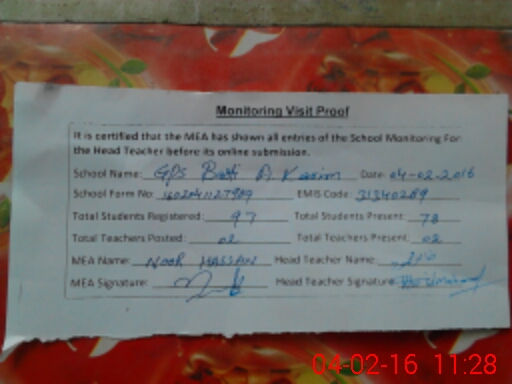 Monitoring Visit Proof
It is certified that the MEA has shown all entries of the School Monitoring For
the Head Teacher before its online submission.
School Name: GPS Basti A. Karim Date: 04-02-2016
School Form No: EMIS Code: 31340289
Total Students Registered: 97 Total Students Present: 78
Total Teachers Posted: 02 Total Teachers Present: 02
MEA Name: NOOR HASSAN Head Teacher Name:
MEA Signature: Head Teacher Signature:
04-02-16 11:28